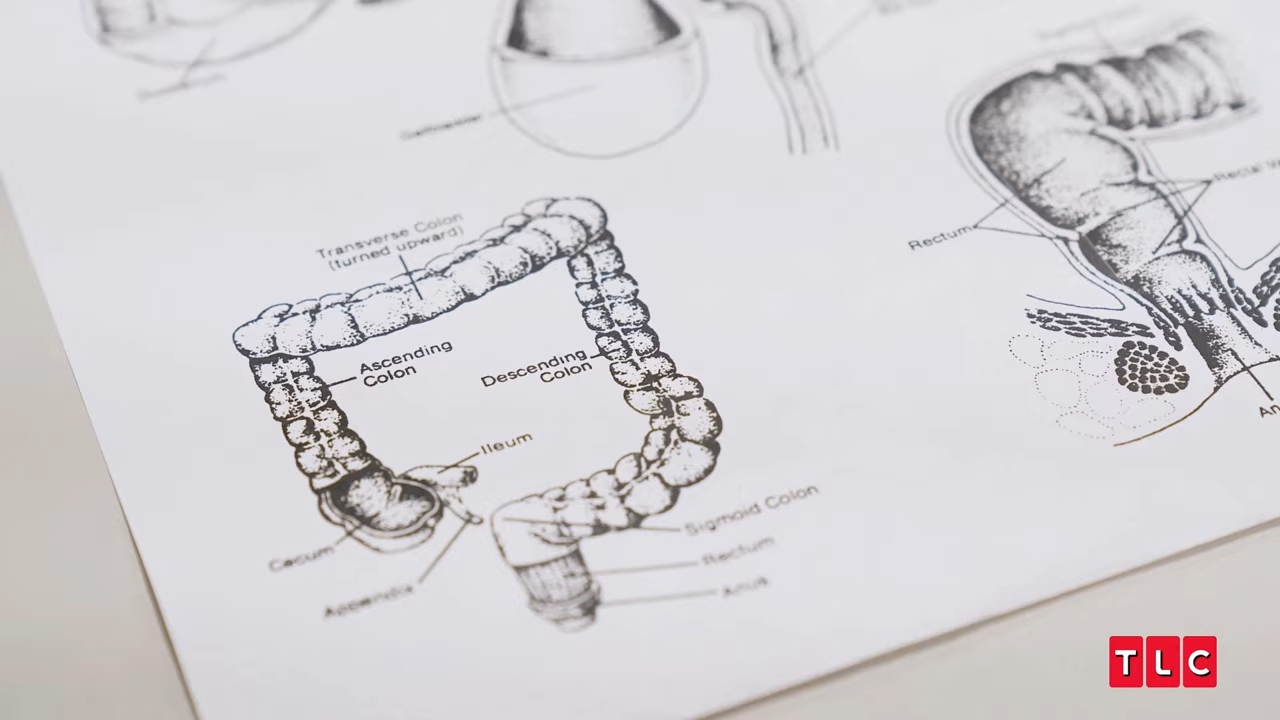 Transverse Colon
(turned upward)
Rectum
Ascending
Colon
Descending
Colon
Ileum
Sigmoid Colon
Cecum
Rectum
Appendix
Anus
TLC